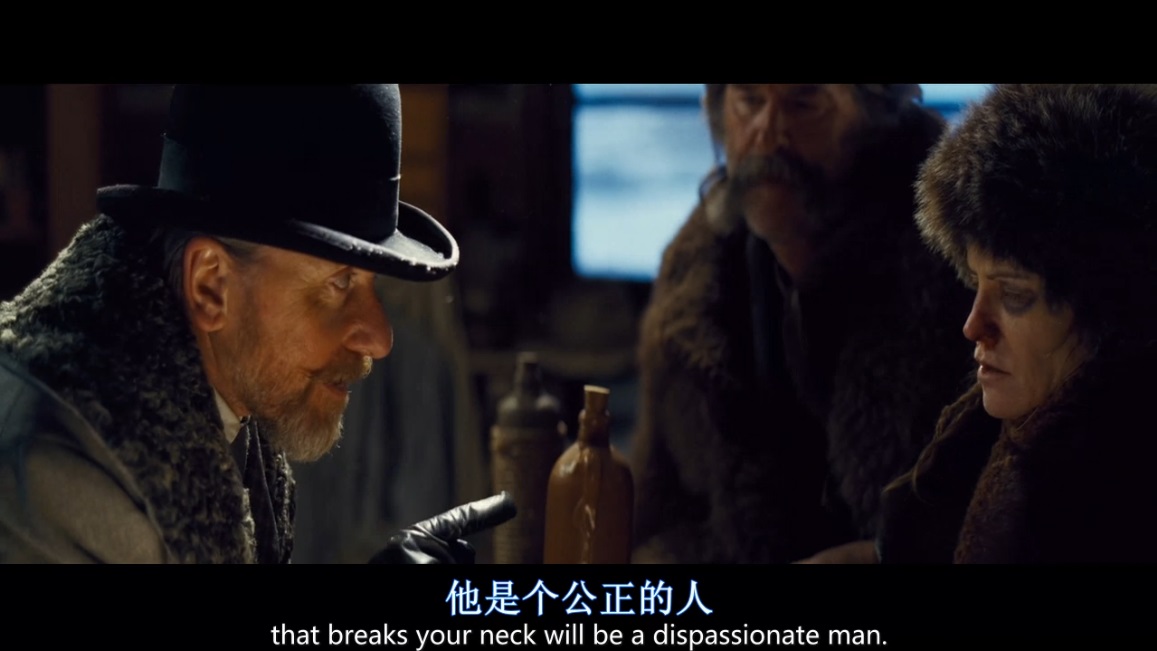 他是个公正的人
that breaks your neck will be a dispassionate man.